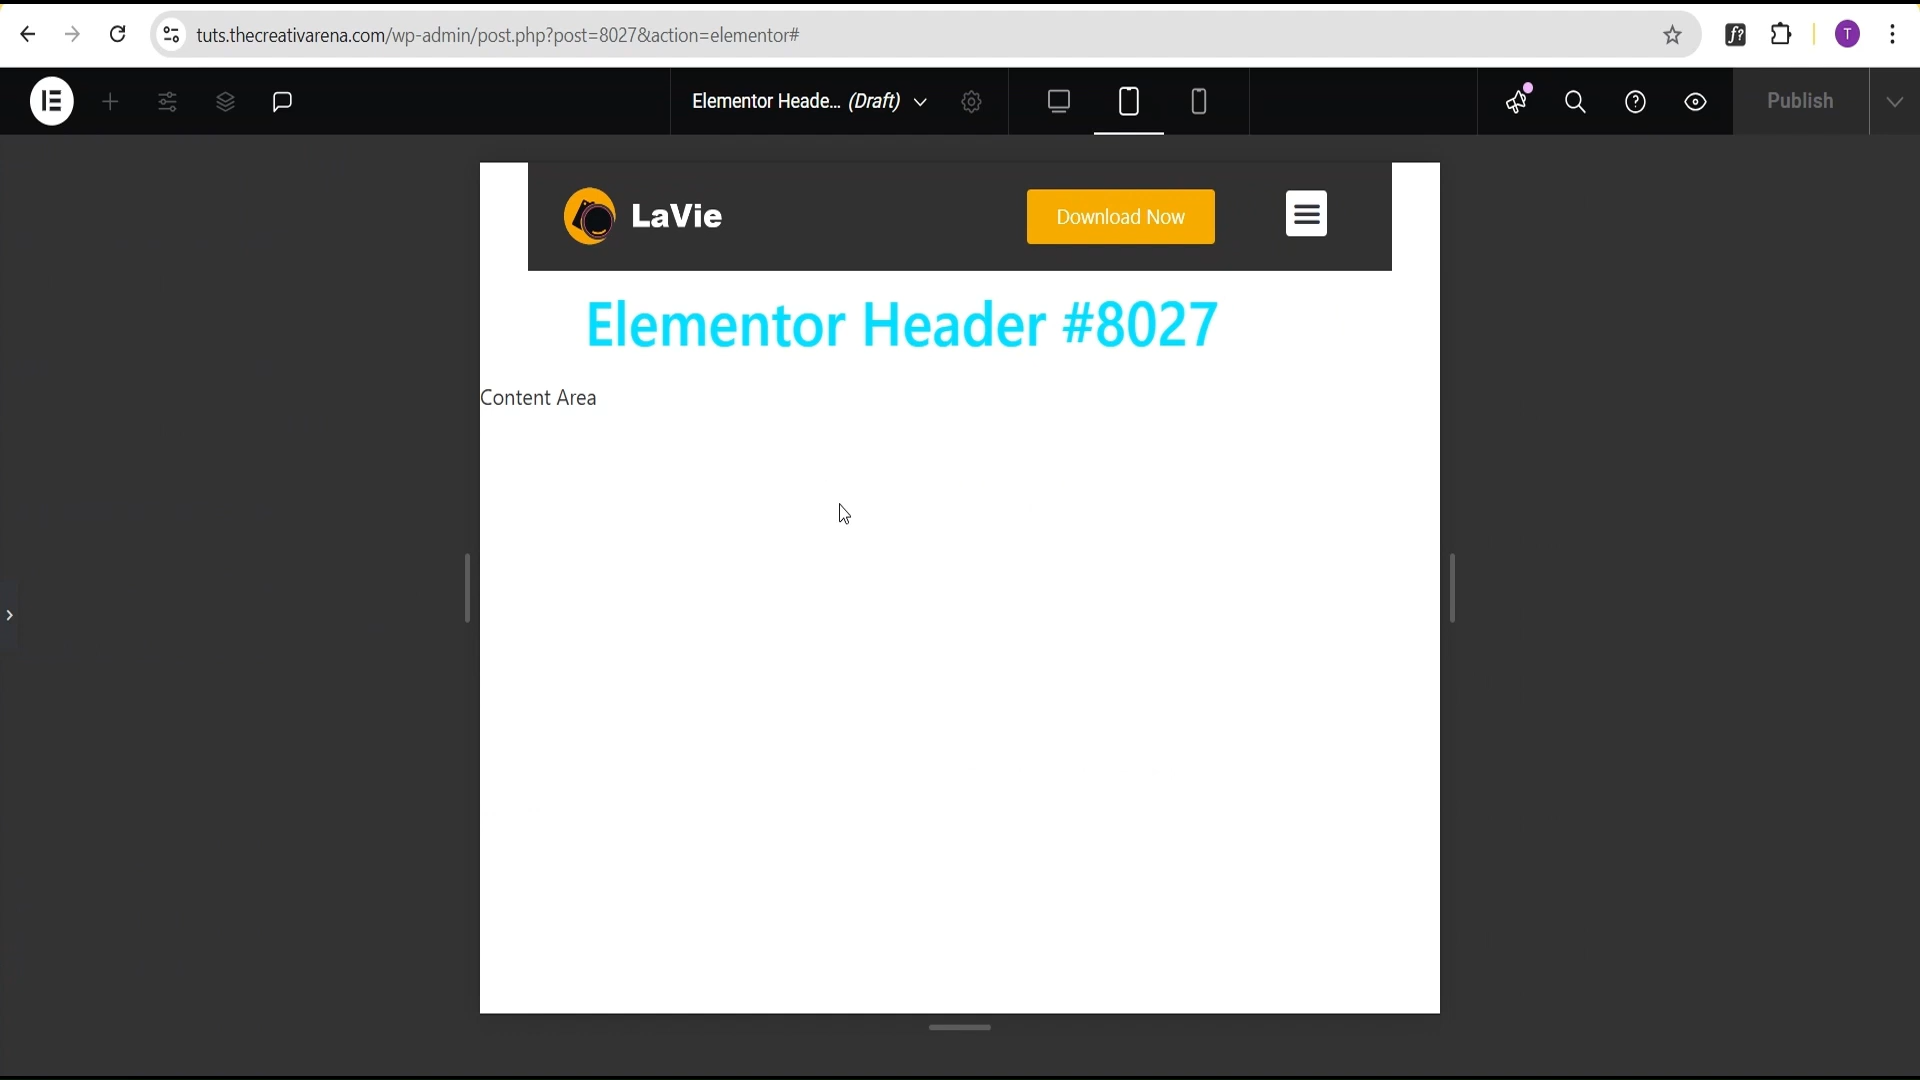 tuts.thecreativarena.com/wp-admin/post.php?post=8027&action=elementor#
T
Elementor Heade... (Draft)
Publish
LaVie
Download Now
Elementor Header #8027
Content Area